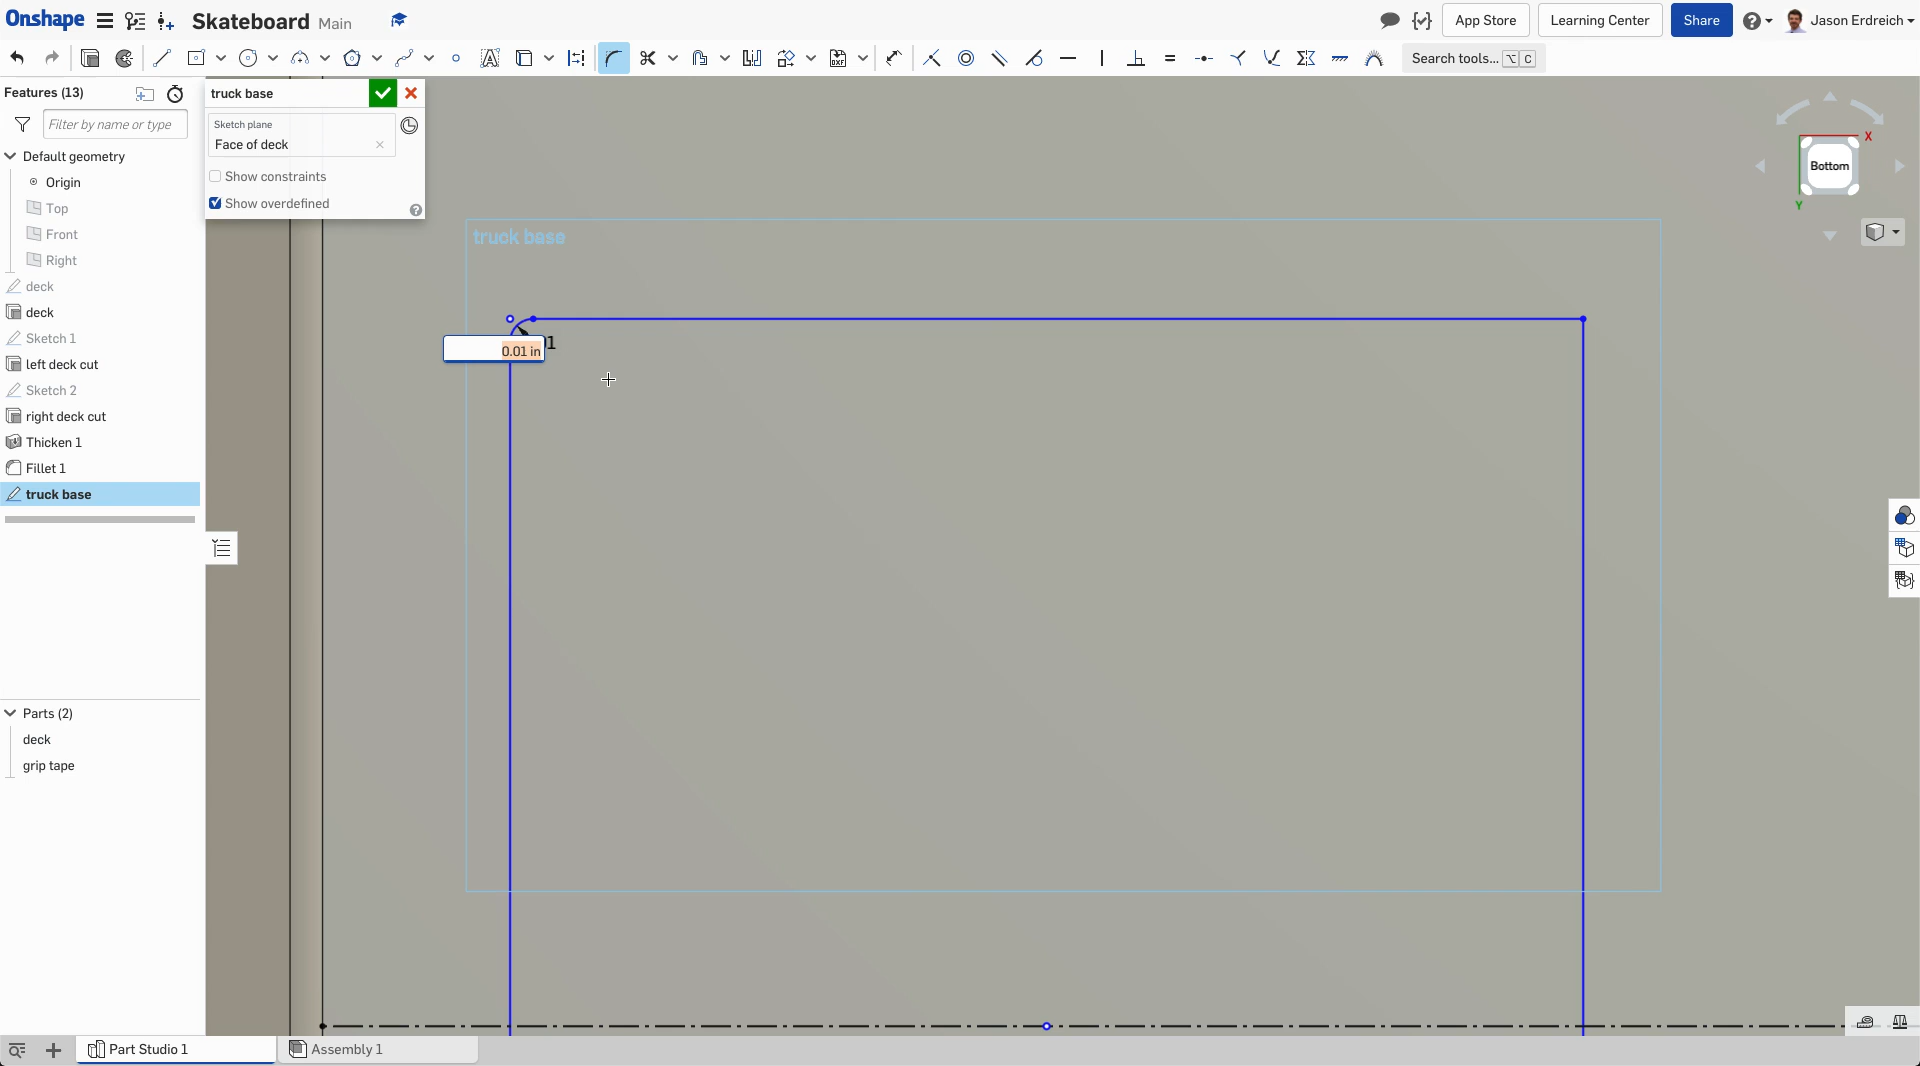 Onshape
Skateboard Main
App Store
Learning Center
Share
Jason Erdreich
Search tools... ⌥ C
Features (13)
Filter by name or type
Default geometry
Origin
Top
Front
Right
deck
deck
Sketch 1
left deck cut
Sketch 2
right deck cut
Thicken 1
Fillet 1
truck base
Parts (2)
deck
grip tape
truck base
Sketch plane
Face of deck
Show constraints
Show overdefined
truck base
0.01 in
1
X
Bottom
Y
Part Studio 1
Assembly 1